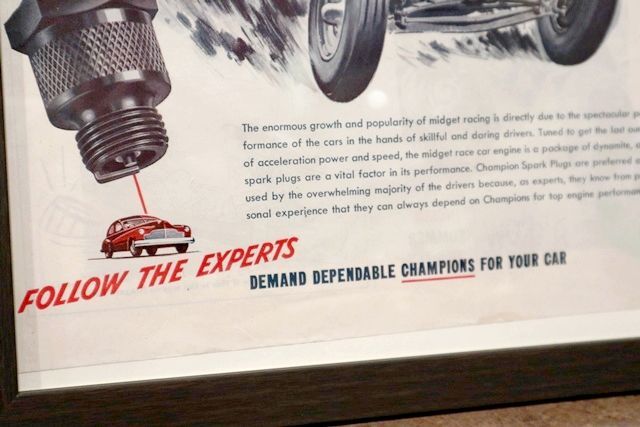 The enormous growth and popularity of midget racing is directly due to the spectacular
formance of the cars in the hands of skillful and daring drivers. Tuned to get the last
of acceleration power and speed, the midget race car engine is a package of dynamite,
spark plugs are a vital factor in its performance. Champion Spark Plugs are preferred
used by the overwhelming majority of the drivers because, as experts, they know from
sonal experience that they can always depend on Champions for top engine
FOLLOW THE EXPERTS
DEMAND DEPENDABLE CHAMPIONS FOR YOUR CAR